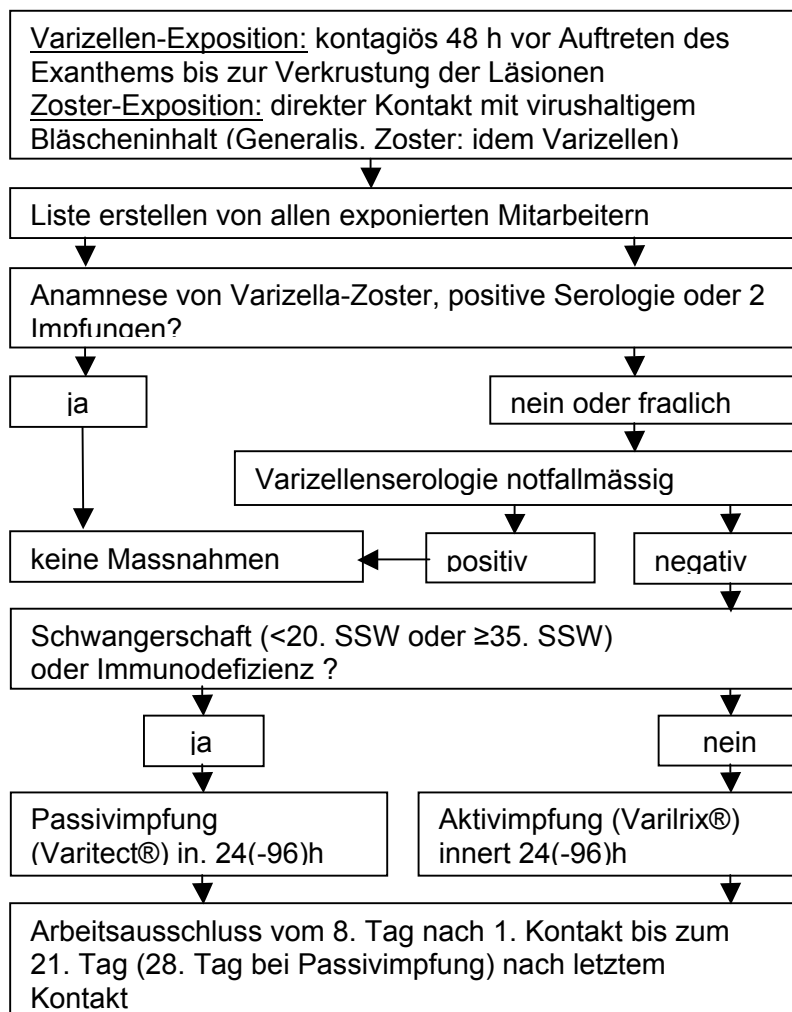 Varizellen-Exposition: kontagiös 48 h vor Auftreten des
Exanthems bis zur Verkrustung der Läsionen
Zoster-Exposition: direkter Kontakt mit virushaltigem
Bläscheninhalt (Generalis. Zoster: idem Varizellen)
Liste erstellen von allen exponierten Mitarbeitern
Anamnese von Varizella-Zoster, positive Serologie oder 2
Impfungen?
ja
nein oder fraglich
Varizellenserologie notfallmässig
keine Massnahmen
positiv
negativ
Schwangerschaft (<20. SSW oder ≥35. SSW)
oder Immunodefizienz ?
ja
nein
Passivimpfung
(Varitect®) in. 24(-96)h
Aktivimpfung (Varilrix®)
innert 24(-96)h
Arbeitsausschluss vom 8. Tag nach 1. Kontakt bis zum
21. Tag (28. Tag bei Passivimpfung) nach letztem
Kontakt